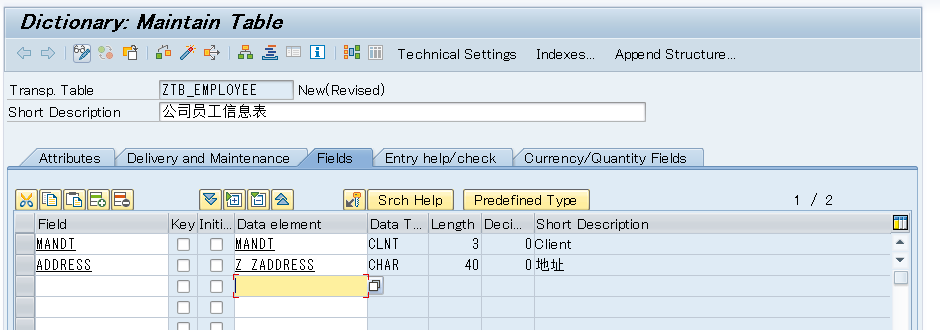 Dictionary: Maintain Table
Technical Settings Indexes... Append Structure...
Transp. Table ZTB_EMPLOYEE New(Revised)
Short Description 公司员工信息表
Attributes Delivery and Maintenance Fields Entry help/check Currency/Quantity Fields
Srch Help Predefined Type 1 / 2
Field Key Initi... Data element Data T... Length Deci... Short Description
MANDT MANDT CLNT 3 0 Client
ADDRESS Z_ZADDRESS CHAR 40 0 地址